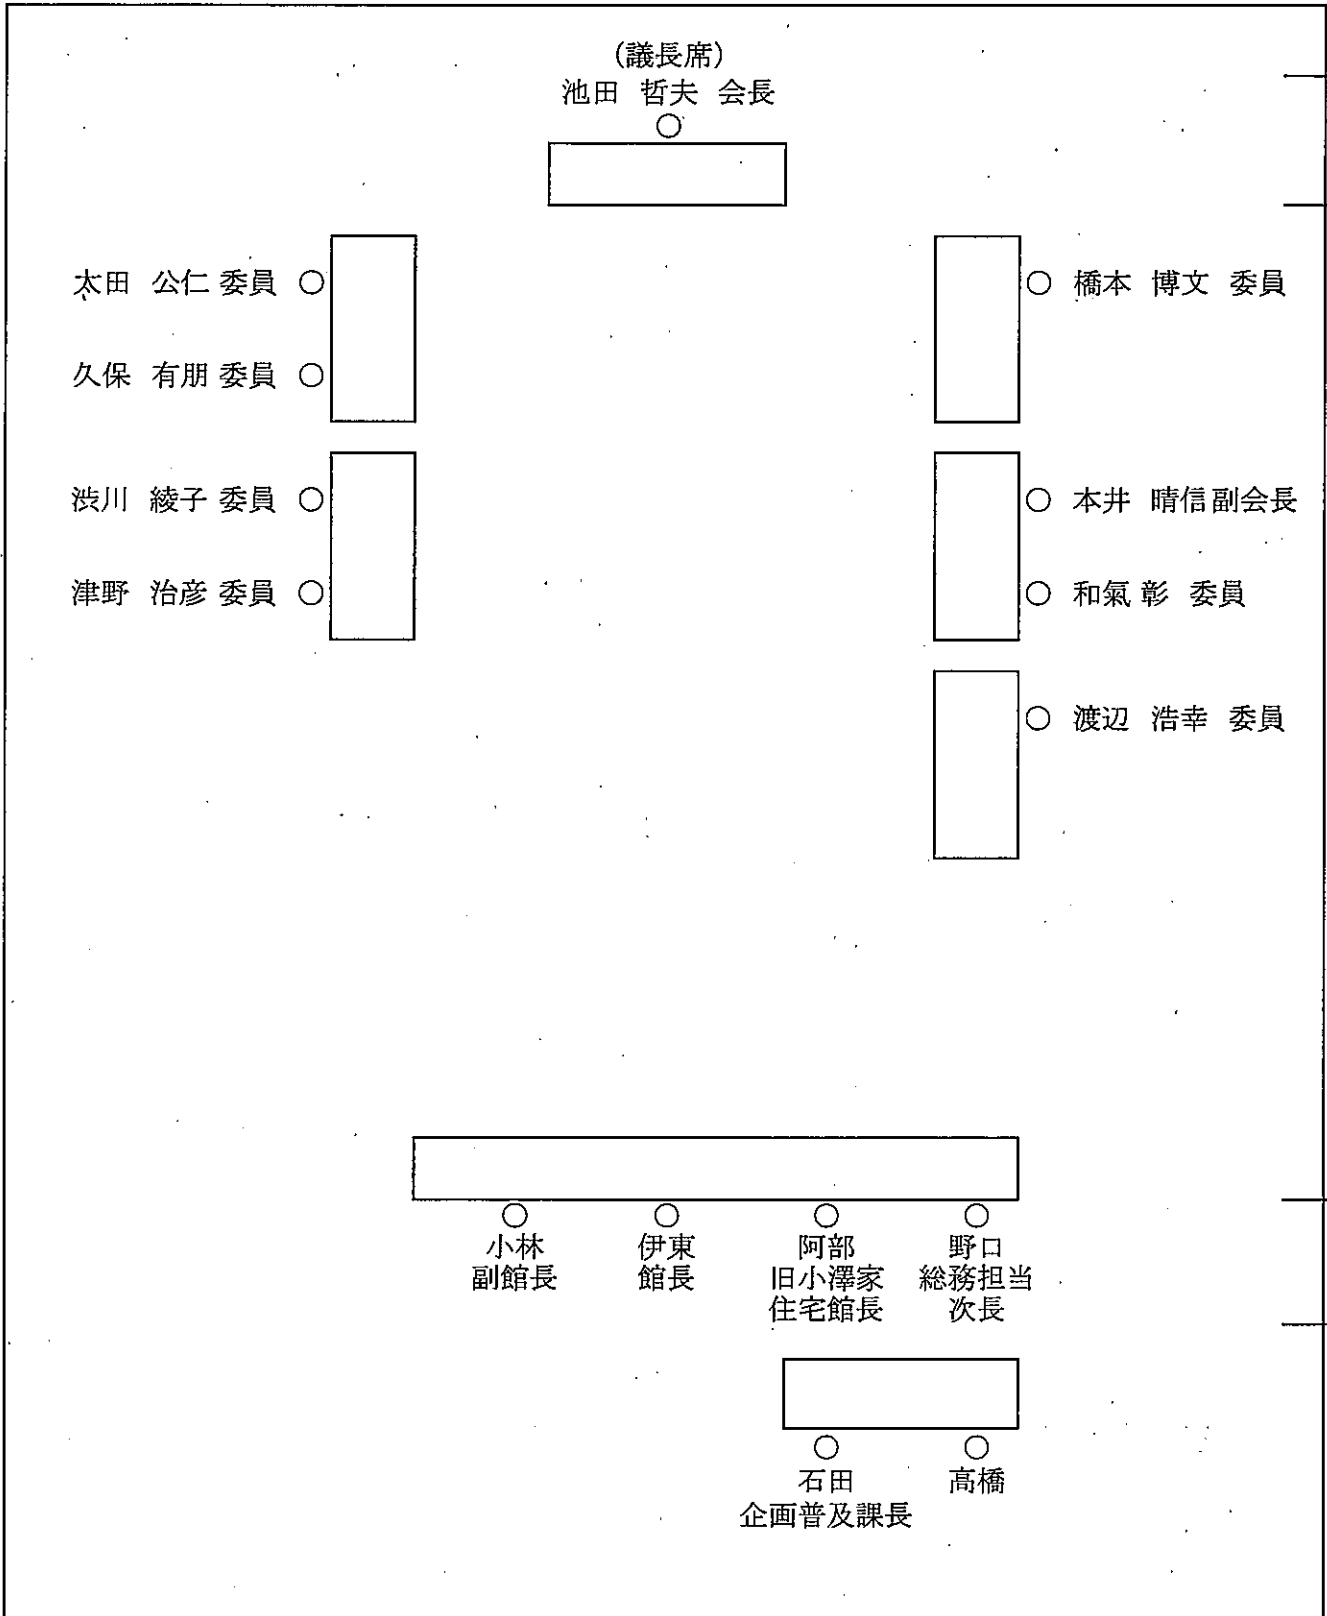 (議長席)
池田 哲夫 会長
太田 公仁 委員
橋本 博文 委員
久保 有朋 委員
渋川 綾子 委員
本井 晴信 副会長
津野 治彦 委員
和氣 彰 委員
渡辺 浩幸 委員
小林
副館長
伊東
館長
阿部
旧小澤家
住宅館長
野口
総務担当
次長
石田
企画普及課長
高橋